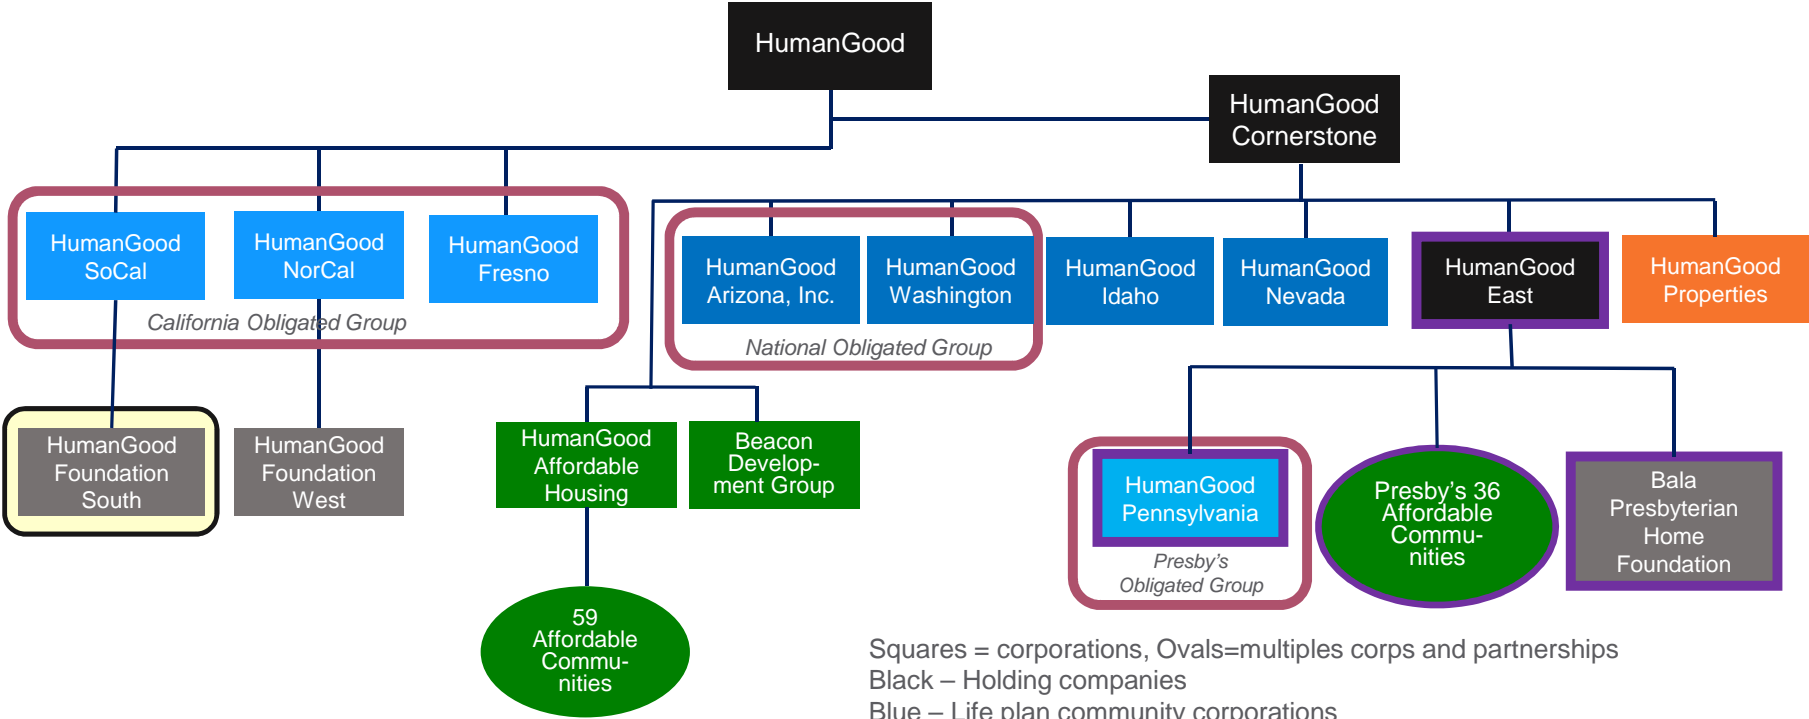 HumanGood
HumanGood
Cornerstone
HumanGood
SoCal
HumanGood
NorCal
HumanGood
Fresno
California Obligated Group
HumanGood
Arizona, Inc.
HumanGood
Washington
National Obligated Group
HumanGood
Idaho
HumanGood
Nevada
HumanGood
East
HumanGood
Properties
HumanGood
Foundation
South
HumanGood
Foundation
West
HumanGood
Affordable
Housing
Beacon
Develop-
ment Group
HumanGood
Pennsylvania
Presby's
Obligated Group
Presby’s 36
Affordable
Commu-
nities
Bala
Presbyterian
Home
Foundation
59
Affordable
Commu-
nities
Squares = corporations, Ovals=multiples corps and partnerships
Black – Holding companies
Blue – Life plan community corporations